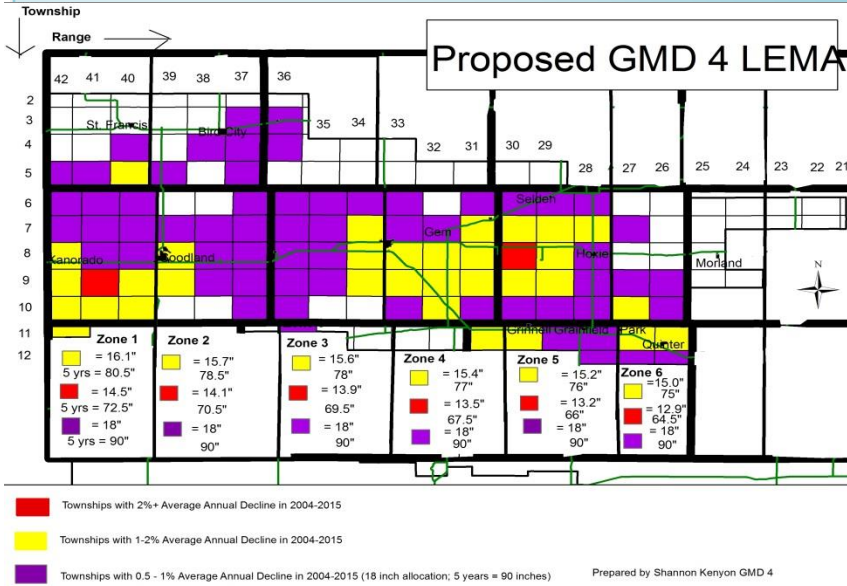 Township
Range
Proposed GMD 4 LEMA
42 41 40 39 38 37 36
35 34 33
32 31 30 29
28 27 26 25 24 23 22 21
2
3
4
5
6
7
8
9
10
11
12
St. Francis
Bird City
Seldeh
Gem
Kanorado
Goodland
Hoxie
Morland
N
Grinnell Grainfield Park
Quinter
Zone 1
= 16.1"
5 yrs = 80.5"
= 14.5"
5 yrs = 72.5"
= 18"
5 yrs = 90"
Zone 2
= 15.7"
78.5"
= 14.1"
70.5"
= 18"
90"
Zone 3
= 15.6"
78"
= 13.9"
69.5"
= 18"
90"
Zone 4
= 15.4"
77"
= 13.5"
67.5"
= 18"
90"
Zone 5
= 15.2"
76"
= 13.2"
66"
= 18"
90"
Zone 6
=15.0"
75"
= 12.9"
64.5"
= 18"
90"
Townships with 2%+ Average Annual Decline in 2004-2015
Townships with 1-2% Average Annual Decline in 2004-2015
Townships with 0.5 - 1% Average Annual Decline in 2004-2015 (18 inch allocation; 5 years = 90 inches)
Prepared by Shannon Kenyon GMD 4